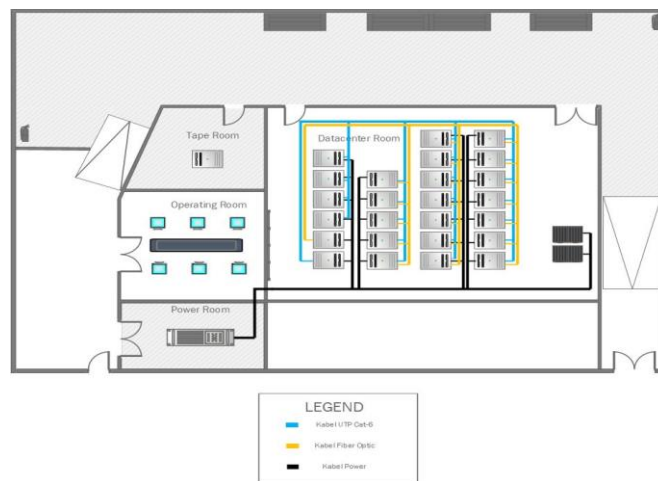 Tape Room
Datacenter Room
Operating Room
Power Room
LEGEND
Kabel UTP Cat-6
Kabel Fiber Optic
Kabel Power